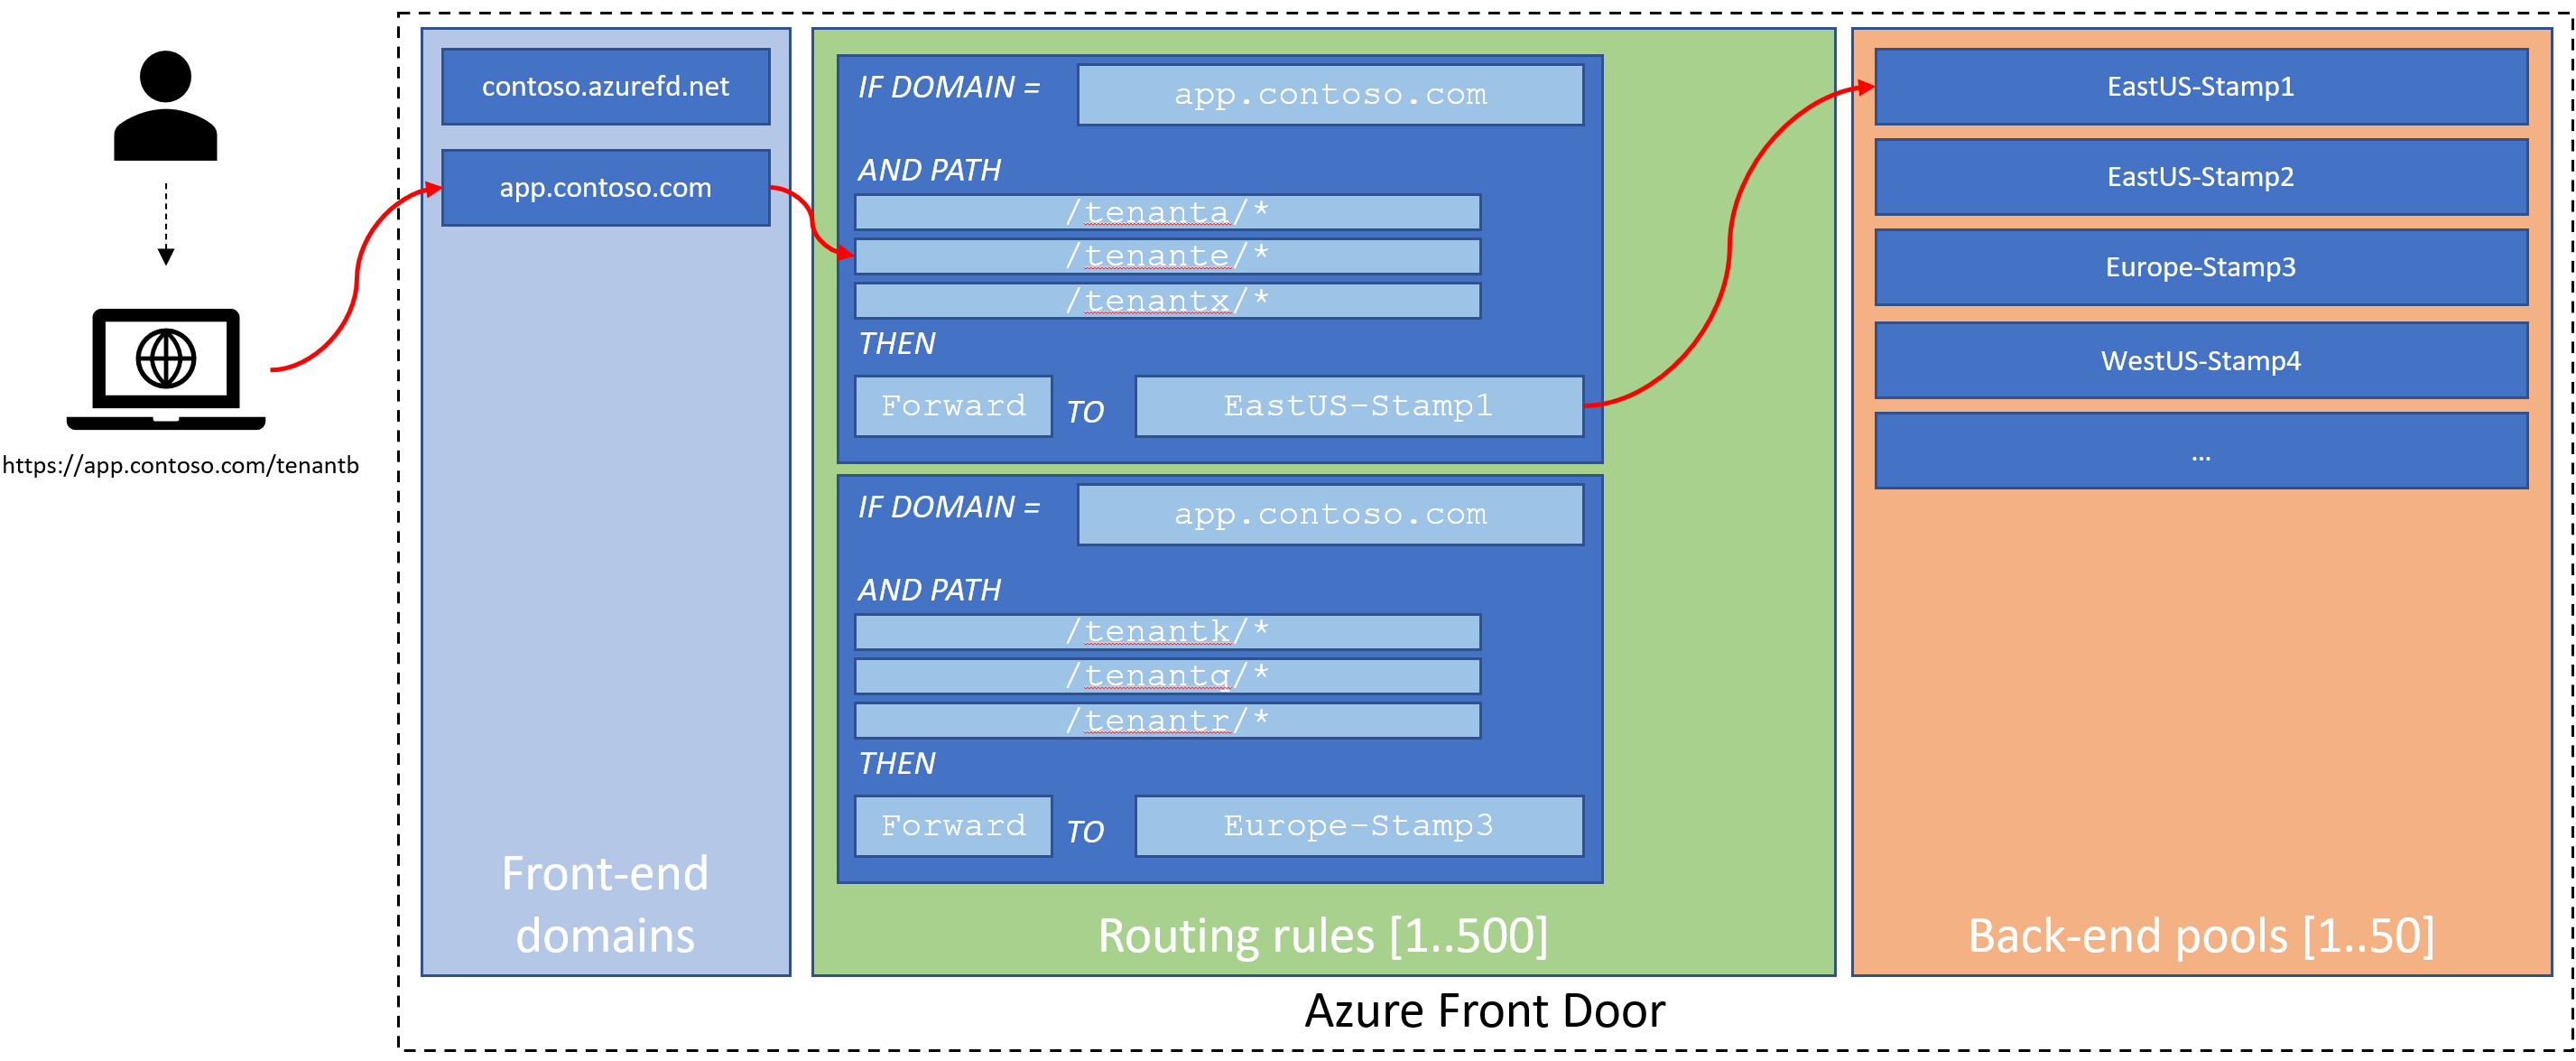 https://app.contoso.com/tenantb
contoso.azurefd.net
app.contoso.com
Front-end
domains
IF DOMAIN =
app.contoso.com
AND PATH
/tenanta/*
/tenante/*
/tenantx/*
THEN
Forward
TO
EastUS-Stamp1
IF DOMAIN =
app.contoso.com
AND PATH
/tenantk/*
/tenantq/*
/tenantr/*
THEN
Forward
TO
Europe-Stamp3
Routing rules [1..500]
EastUS-Stamp1
EastUS-Stamp2
Europe-Stamp3
WestUS-Stamp4
...
Back-end pools [1..50]
Azure Front Door